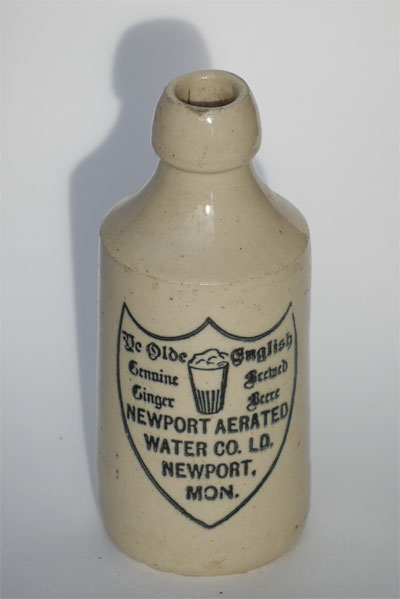 Ye Olde English
Genuine Brewed
Ginger Beere
NEWPORT AERATED
WATER CO. LD.
NEWPORT,
MON.